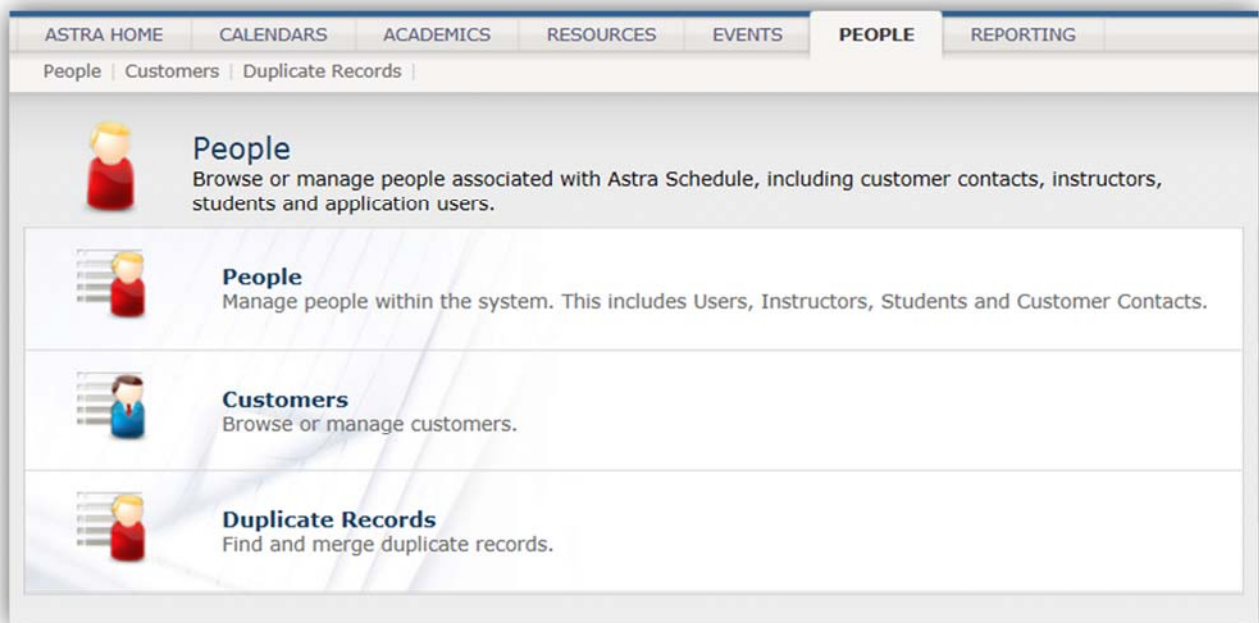 ASTRA HOME CALENDARS ACADEMICS RESOURCES EVENTS PEOPLE REPORTING
People | Customers | Duplicate Records |
People
Browse or manage people associated with Astra Schedule, including customer contacts, instructors,
students and application users.
People
Manage people within the system. This includes Users, Instructors, Students and Customer Contacts.
Customers
Browse or manage customers.
Duplicate Records
Find and merge duplicate records.